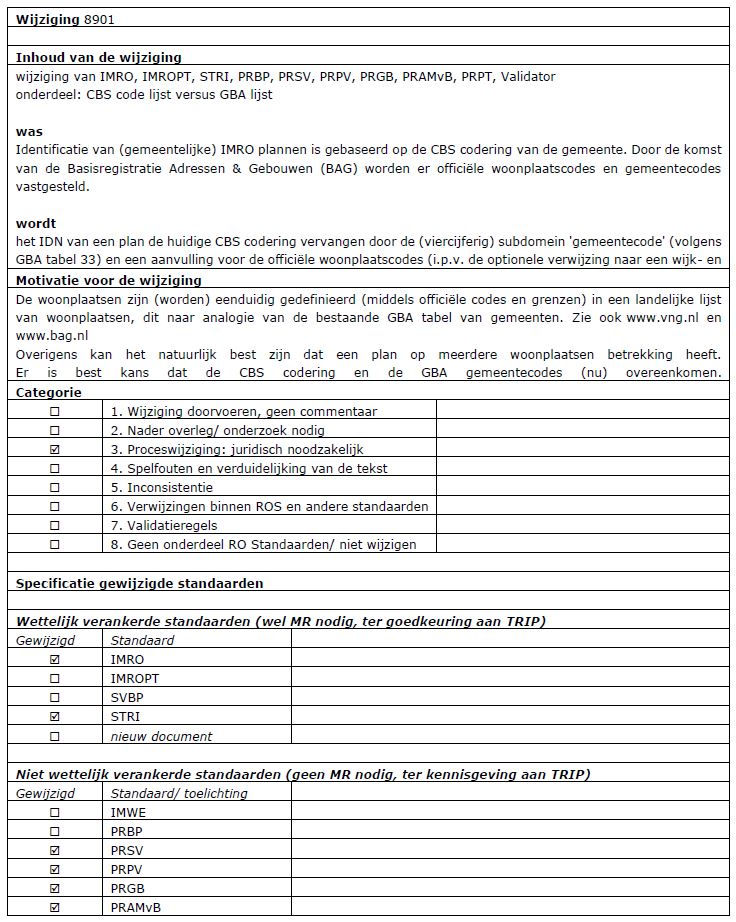 Wijziging 8901
Inhoud van de wijziging
wijziging van IMRO, IMROPT, STRI, PRBP, PRSV, PRPV, PRGB, PRAMvB, PRPT, Validator
onderdeel: CBS code lijst versus GBA lijst
was
Identificatie van (gemeentelijke) IMRO plannen is gebaseerd op de CBS codering van de gemeente. Door de komst
van de Basisregistratie Adressen & Gebouwen (BAG) worden er officiële woonplaatscodes en gemeentecodes
vastgesteld.
wordt
het IDN van een plan de huidige CBS codering vervangen door de (viercijferig) subdomein 'gemeentecode' (volgens
GBA tabel 33) en een aanvulling voor de officiële woonplaatscodes (i.p.v. de optionele verwijzing naar een wijk- en
Motivatie voor de wijziging
De woonplaatsen zijn (worden) eenduidig gedefinieerd (middels officiële codes en grenzen) in een landelijke lijst
van woonplaatsen, dit naar analogie van de bestaande GBA tabel van gemeenten. Zie ook www.vng.nl en
www.bag.nl
Overigens kan het natuurlijk best zijn dat een plan op meerdere woonplaatsen betrekking heeft.
Er is best kans dat de CBS codering en de GBA gemeentecodes (nu) overeenkomen.
Categorie
☐ 1. Wijziging doorvoeren, geen commentaar
☐ 2. Nader overleg/ onderzoek nodig
☑ 3. Proceswijziging: juridisch noodzakelijk
☐ 4. Spelfouten en verduidelijking van de tekst
☐ 5. Inconsistentie
☐ 6. Verwijzingen binnen ROS en andere standaarden
☐ 7. Validatieregels
☐ 8. Geen onderdeel RO Standaarden/ niet wijzigen
Specificatie gewijzigde standaarden
Wettelijk verankerde standaarden (wel MR nodig, ter goedkeuring aan TRIP)
Gewijzigd Standaard
☑ IMRO
☐ IMROPT
☐ SVBP
☑ STRI
☐ nieuw document
Niet wettelijk verankerde standaarden (geen MR nodig, ter kennisgeving aan TRIP)
Gewijzigd Standaard/ toelichting
☐ IMWE
☐ PRBP
☑ PRSV
☑ PRPV
☑ PRGB
☑ PRAMvB